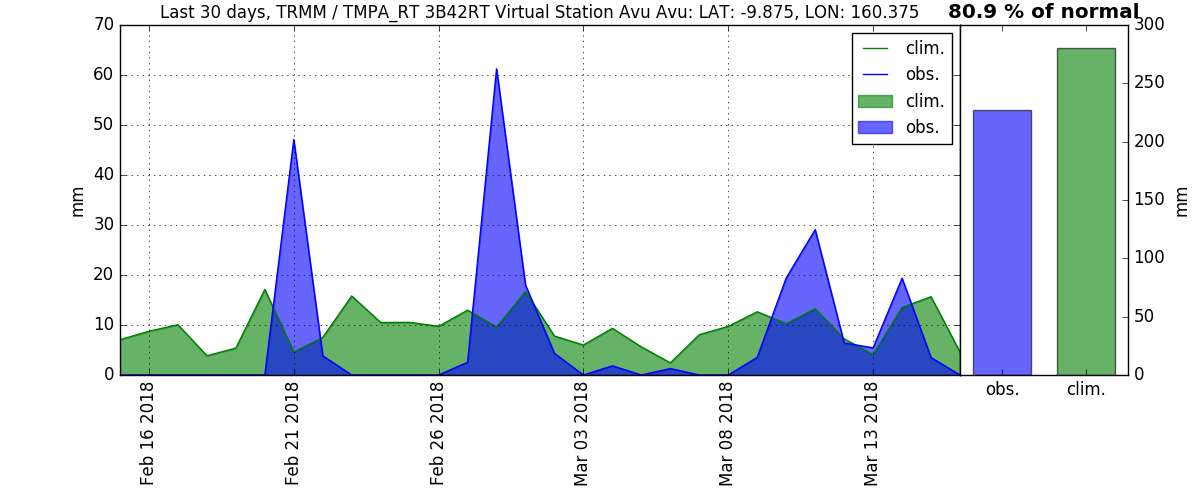 Last 30 days, TRMM / TMPA_RT 3B42RT Virtual Station Avu Avu: LAT: -9.875, LON: 160.375
80.9 % of normal
70
60
50
40
30
20
10
0
mm
clim.
obs.
clim.
obs.
Feb 16 2018
Feb 21 2018
Feb 26 2018
Mar 03 2018
Mar 08 2018
Mar 13 2018
300
250
200
150
100
50
0
mm
obs.
clim.